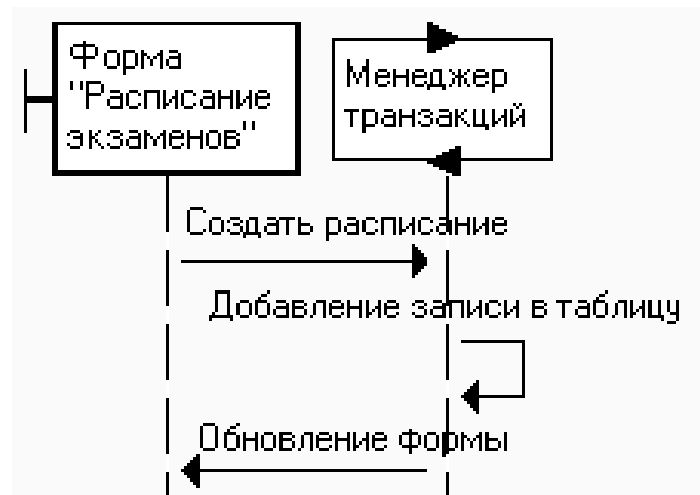 Форма
"Расписание
экзаменов"
Менеджер
транзакций
Создать расписание
Добавление записи в таблицу
Обновление формы